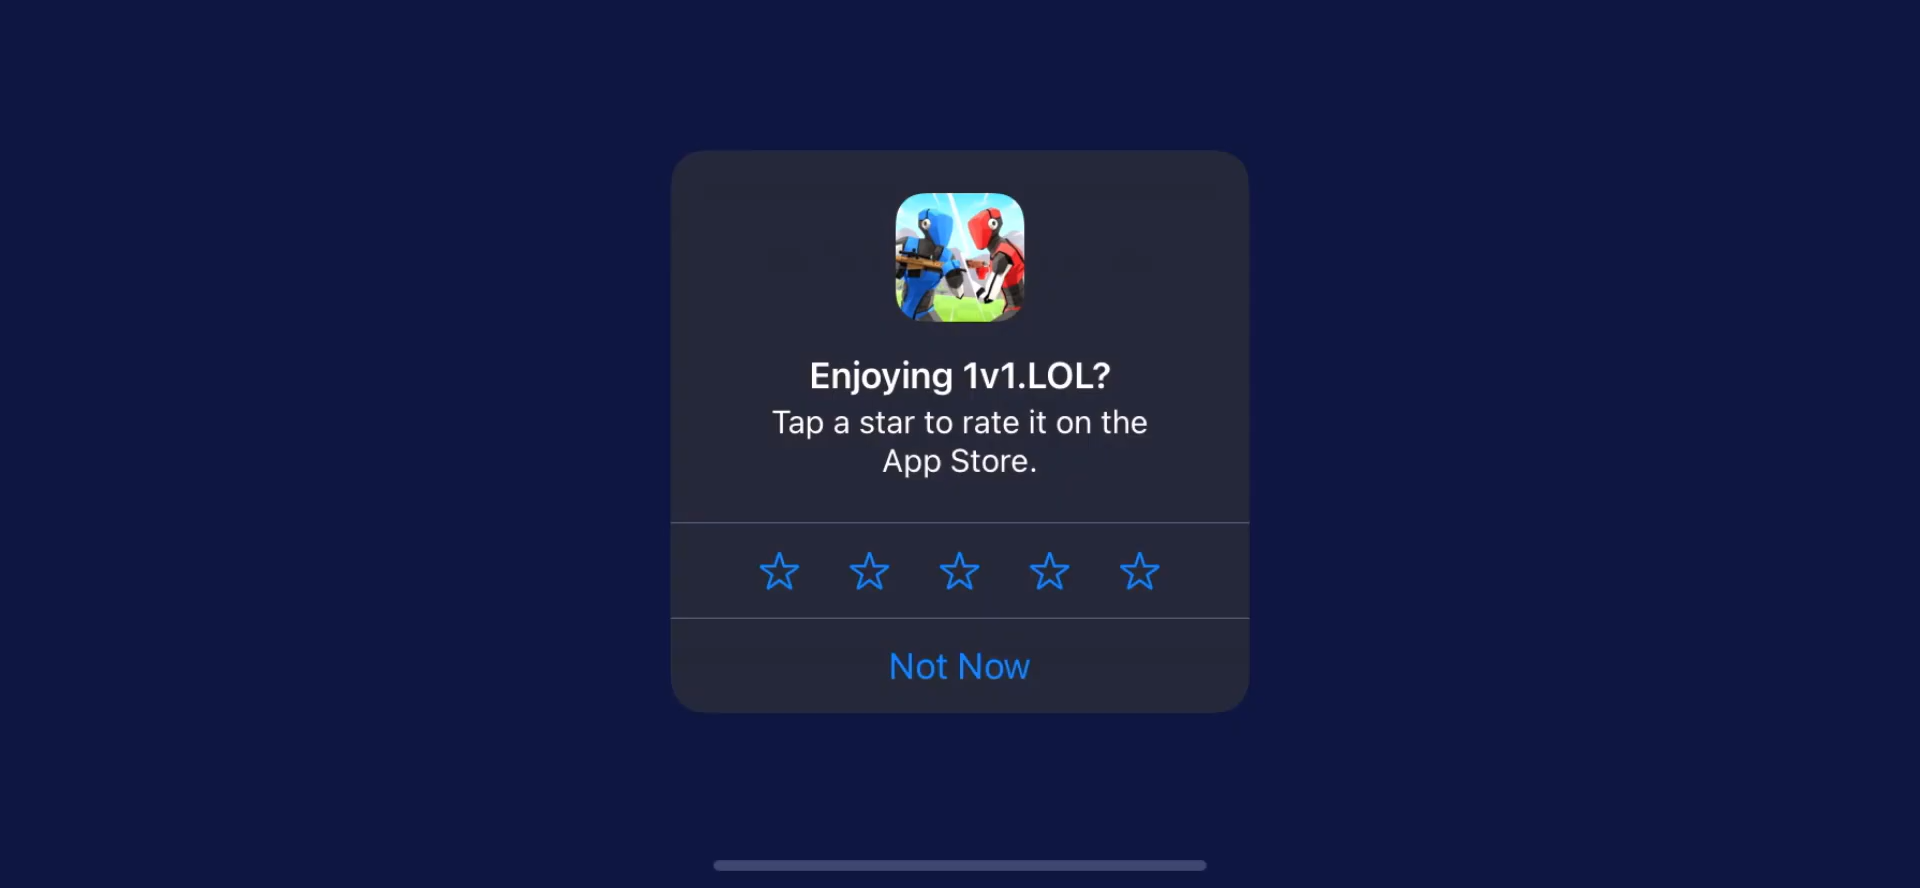 Enjoying 1v1.LOL?
Tap a star to rate it on the
App Store.
Not Now